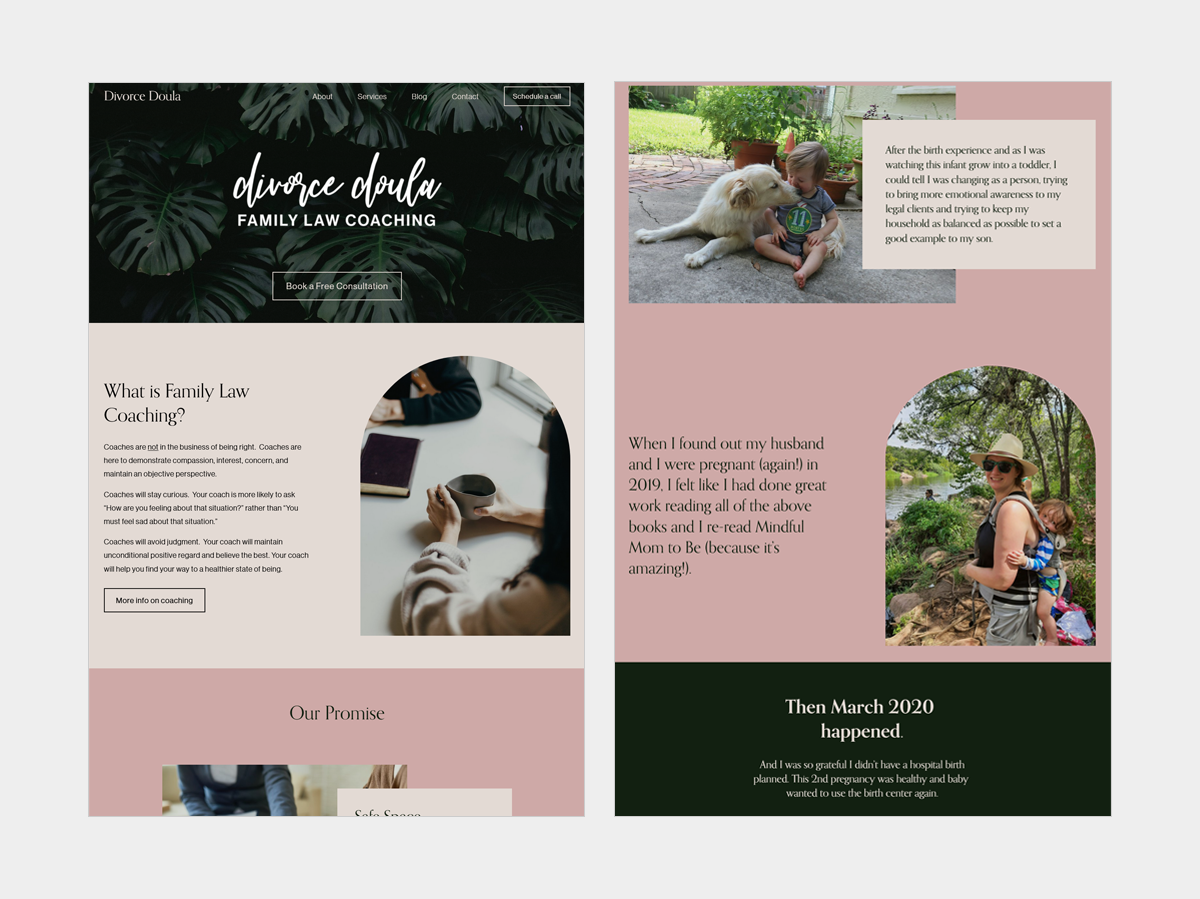 Divorce Doula
About Services Blog Contact Schedule a call
divorce doula
FAMILY LAW COACHING
Book a Free Consultation
What is Family Law
Coaching?
Coaches are not in the business of being right. Coaches are
here to demonstrate compassion, interest, concern, and
maintain an objective perspective.
Coaches will stay curious. Your coach is more likely to ask
"How are you feeling about that situation?" rather than "You
must feel sad about that situation."
Coaches will avoid judgment. Your coach will maintain
unconditional positive regard and believe the best. Your coach
will help you find your way to a healthier state of being.
More info on coaching
Our Promise
Safe Space
After the birth experience and as I was
watching this infant grow into a toddler, I
could tell I was changing as a person, trying
to bring more emotional awareness to my
legal clients and trying to keep my
household as balanced as possible to set a
good example to my son.
11
When I found out my husband
and I were pregnant (again!) in
2019, I felt like I had done great
work reading all of the above
books and I re-read Mindful
Mom to Be (because it's
amazing!).
Then March 2020
happened.
And I was so grateful I didn't have a hospital birth
planned. This 2nd pregnancy was healthy and baby
wanted to use the birth center again.